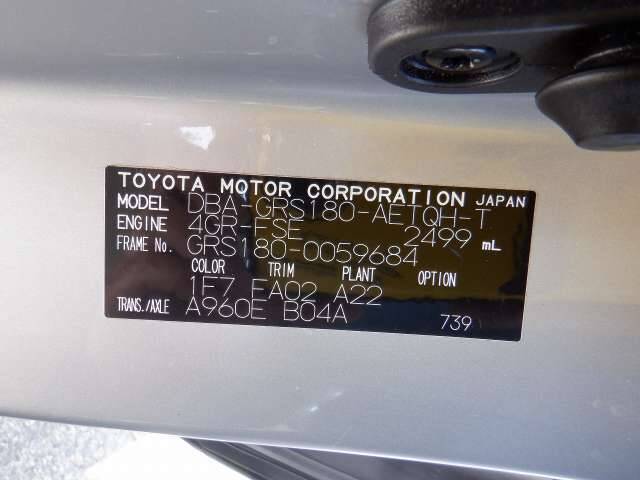 TOYOTA MOTOR CORPORATION JAPAN
MODEL DBA-GRS180-AETQH-T
ENGINE 4GR-FSE 2499 mL
FRAME No. GRS180-0059684
COLOR TRIM PLANT OPTION
1F7 FA02 A22
TRANS./AXLE A960E B04A
739